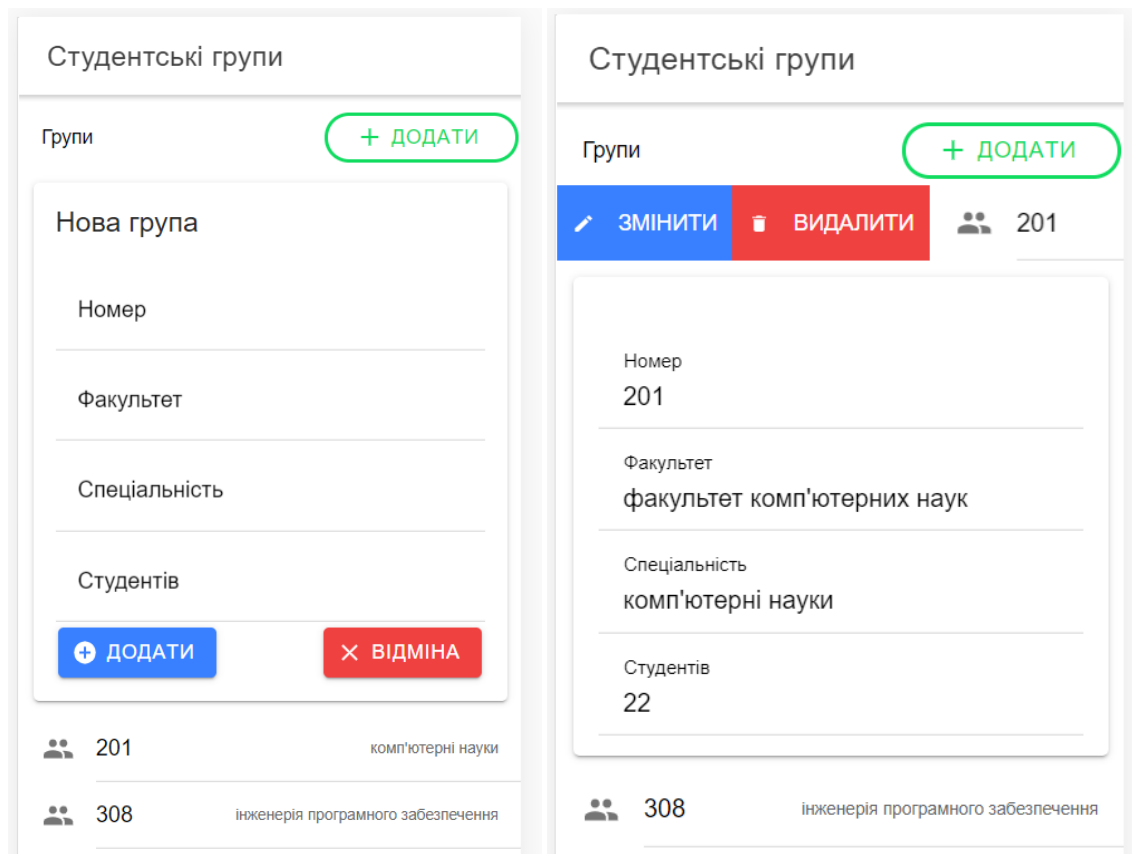 Студентські групи
Групи
+ ДОДАТИ
Нова група
Номер
Факультет
Спеціальність
Студентів
ДОДАТИ
ВІДМІНА
201
комп'ютерні науки
308
інженерія програмного забезпечення
Студентські групи
Групи
+ ДОДАТИ
ЗМІНИТИ
ВИДАЛИТИ
201
Номер
201
Факультет
факультет комп'ютерних наук
Спеціальність
комп'ютерні науки
Студентів
22
308
інженерія програмного забезпечення